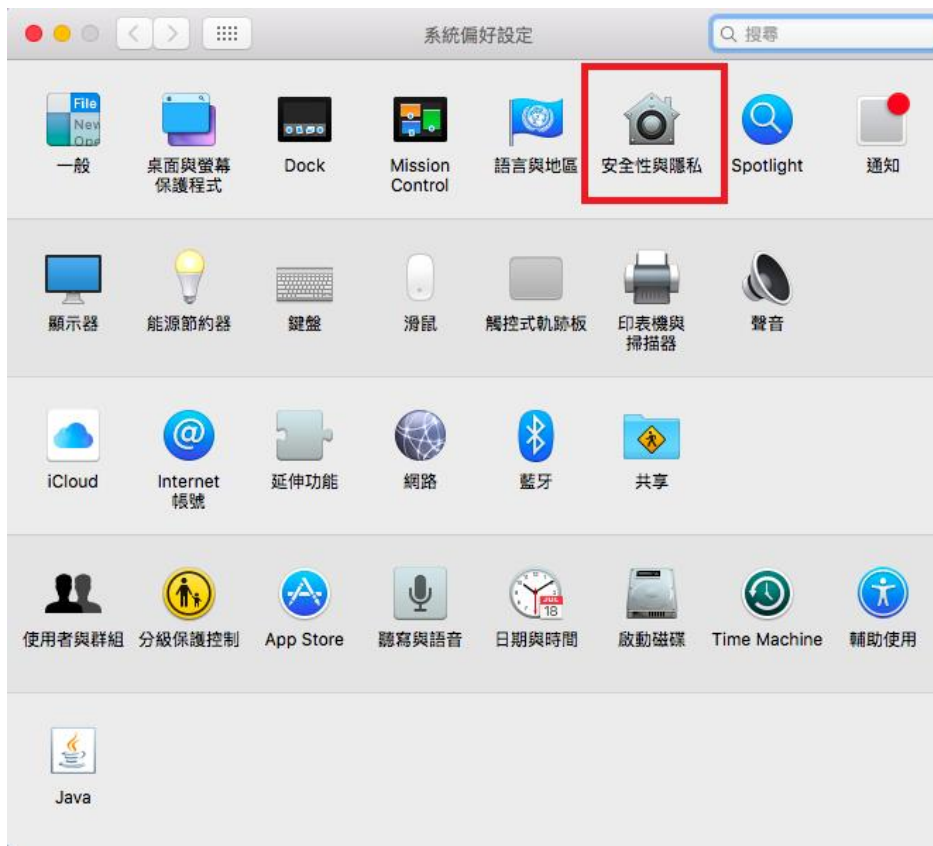 系統偏好設定
搜尋
File
New
Ope
一般
桌面與螢幕
保護程式
Dock
Mission
Control
語言與地區
安全性與隱私
Spotlight
通知
顯示器
能源節約器
鍵盤
滑鼠
觸控式軌跡板
印表機與
掃描器
聲音
iCloud
Internet
帳號
延伸功能
網路
藍牙
共享
使用者與群組
分級保護控制
App Store
聽寫與語音
JUL
18
日期與時間
啟動磁碟
Time Machine
輔助使用
Java